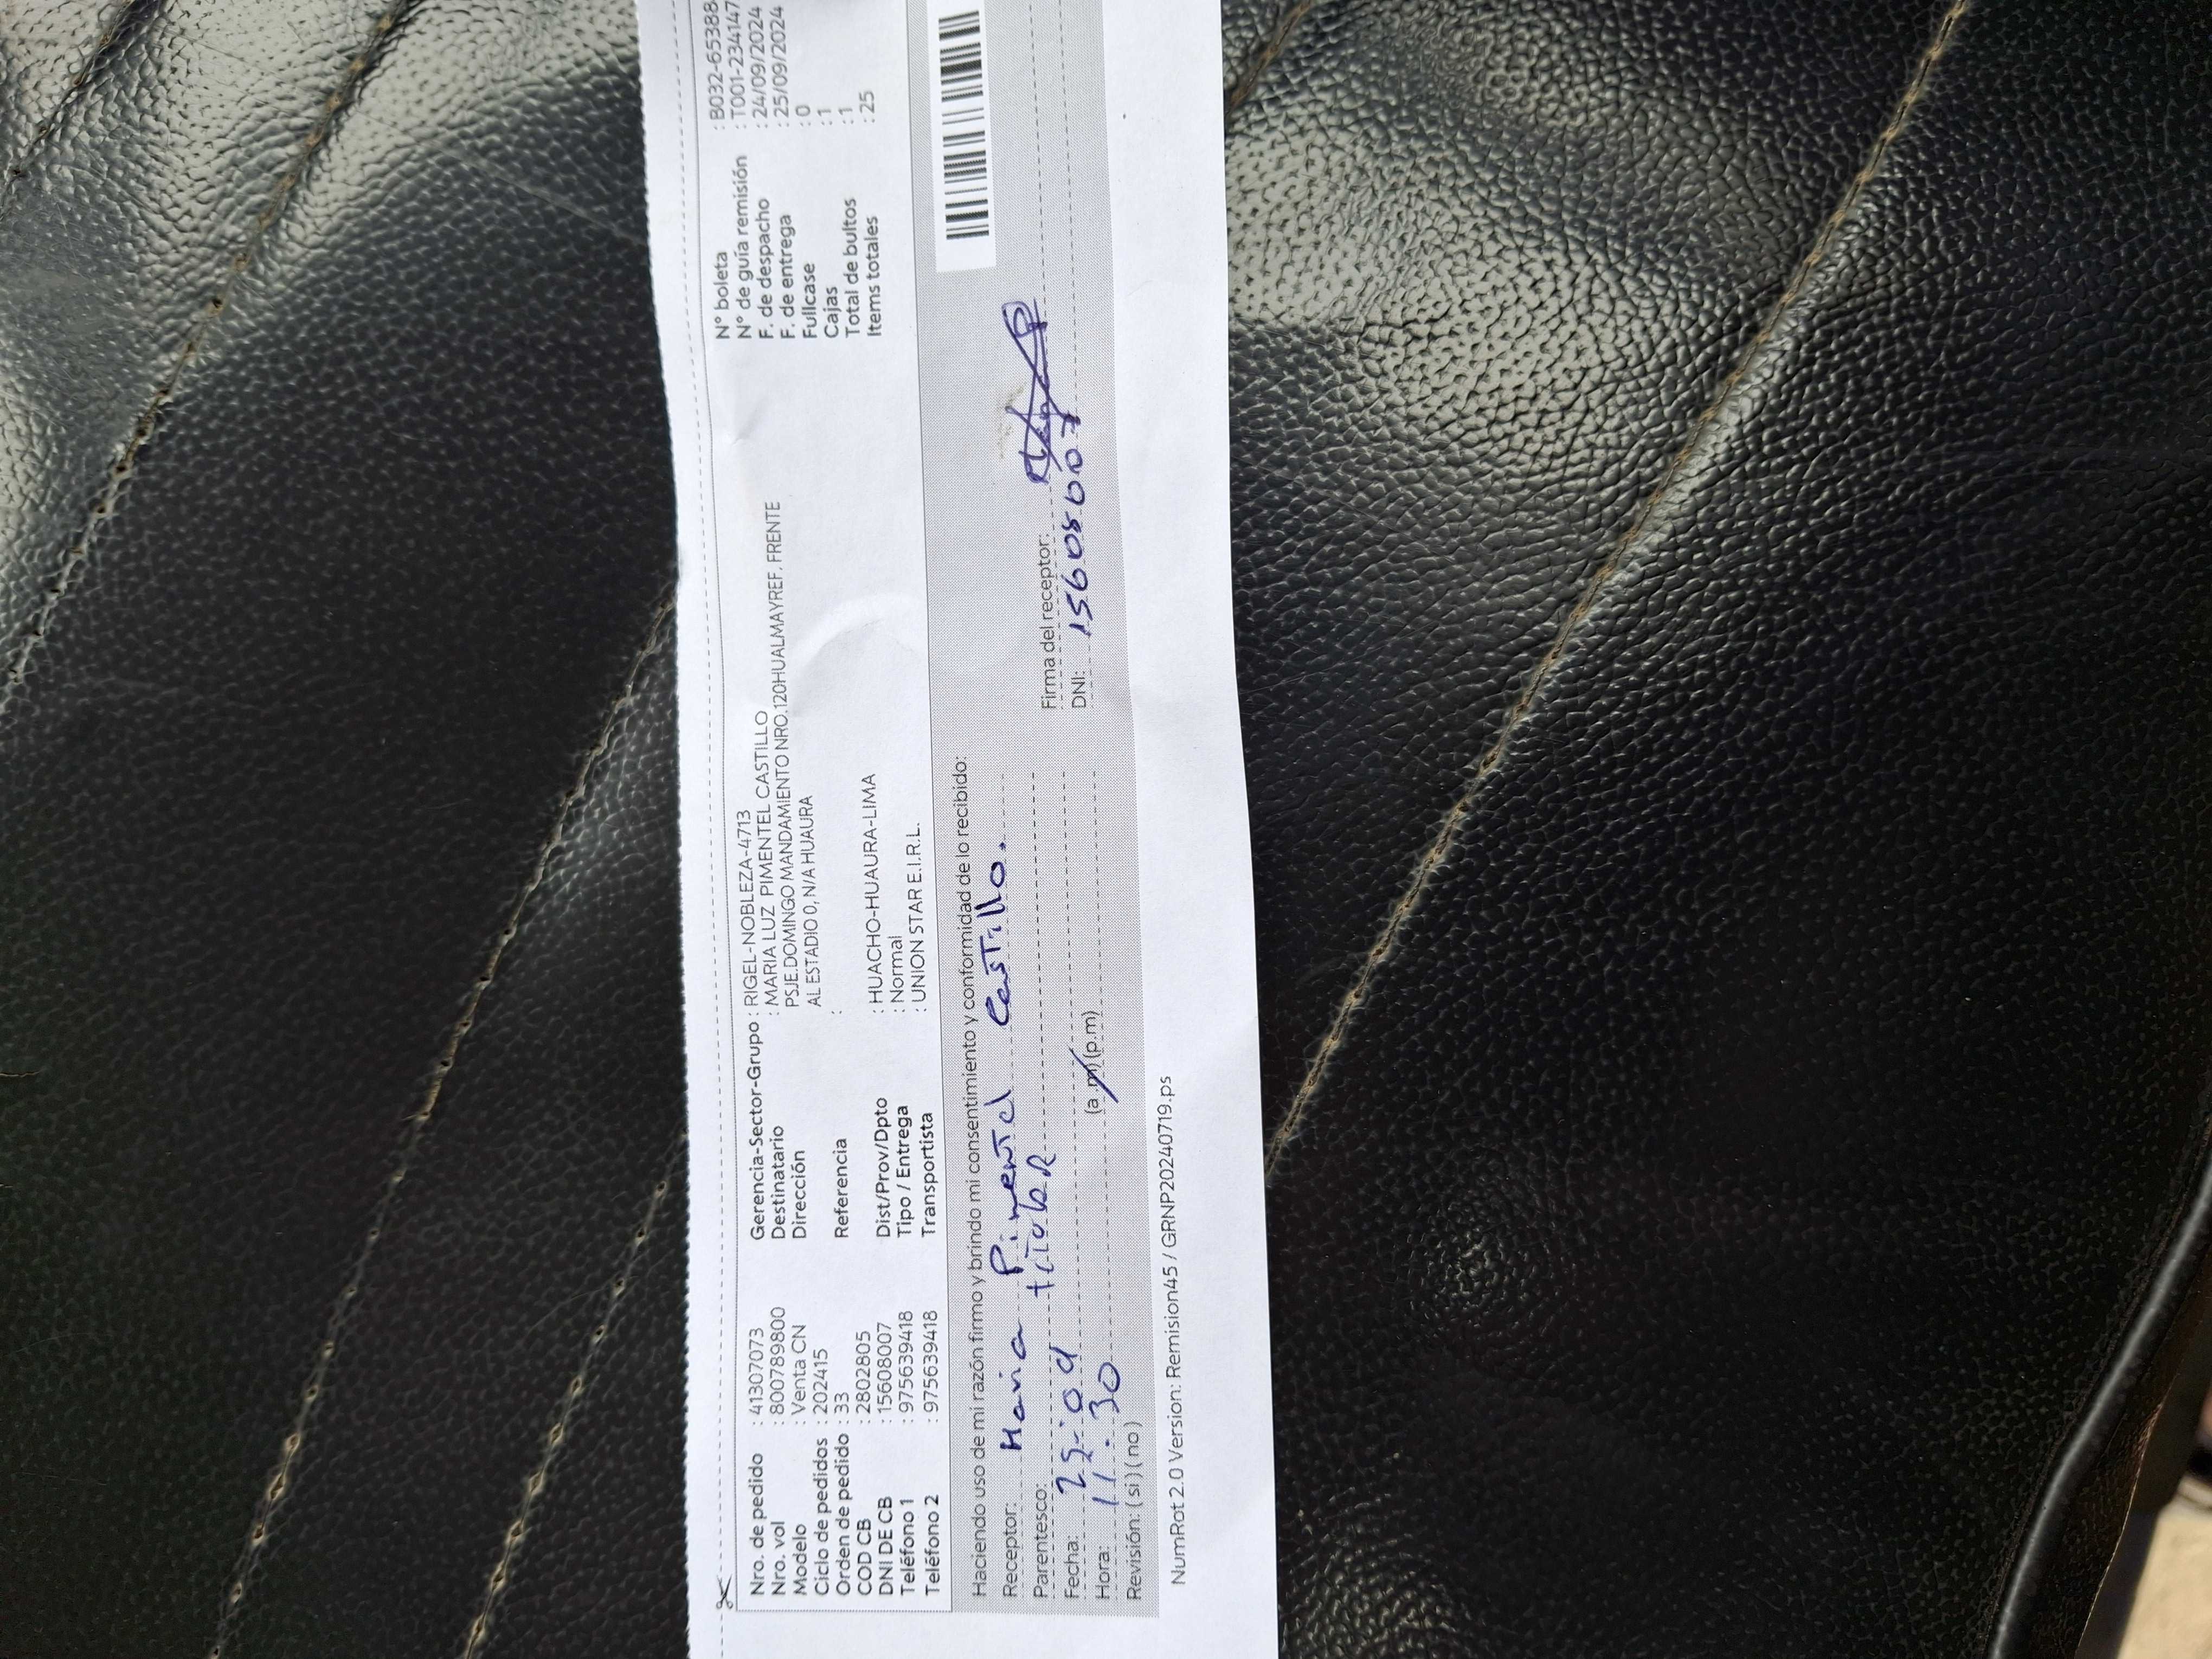 Nro. de pedido : 41307073
Nro. vol : 800789800
Modelo : Venta CN
Ciclo de pedidos : 202415
Orden de pedido : 33
COD CB : 2802805
DNI DE CB : 15608007
Teléfono 1 : 975639418
Teléfono 2 : 975639418
Gerencia-Sector-Grupo : RIGEL-NOBLEZA-4713
Destinatario : MARIA LUZ PIMENTEL CASTILLO
Dirección PSJE.DOMINGO MANDAMIENTO NRO.120HUALMAYREF. FRENTE
AL ESTADIO 0, N/A HUAURA
Referencia :
Dist/Prov/Dpto : HUACHO-HUAURA-LIMA
Tipo / Entrega : Normal
Transportista : UNION STAR E.I.R.L.
N° boleta : B032-65388
N° de guía remisión : T001-234147
F. de despacho : 24/09/2024
F. de entrega : 25/09/2024
Fullcase : 0
Cajas : 1
Total de bultos : 1
Items totales : 25
Haciendo uso de mi razón firmo y brindo mi consentimiento y conformidad de lo recibido:
Receptor: Maria Pimentel Castillo.
Parentesco: titular
Fecha: 25-09
Hora: 11:30 (a.m)(p.m)
Revisión: ( si ) ( no )
Firma del receptor:
DNI: 15608007
NumRot 2.0 Version: Remision45 / GRNP20240719.ps